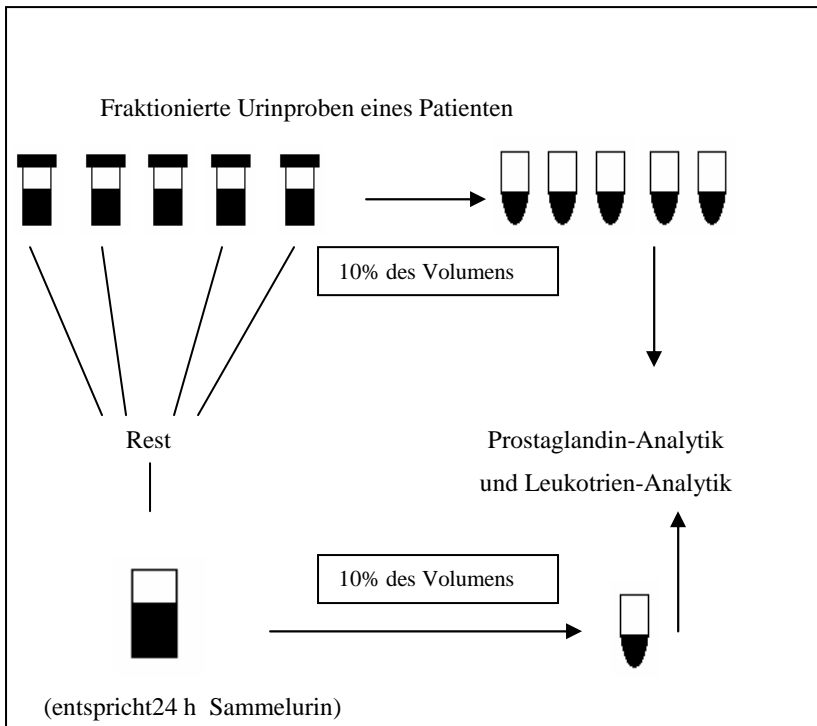 Fraktionierte Urinproben eines Patienten
10% des Volumens
Rest
Prostaglandin-Analytik
und Leukotrien-Analytik
10% des Volumens
(entspricht24 h  Sammelurin)